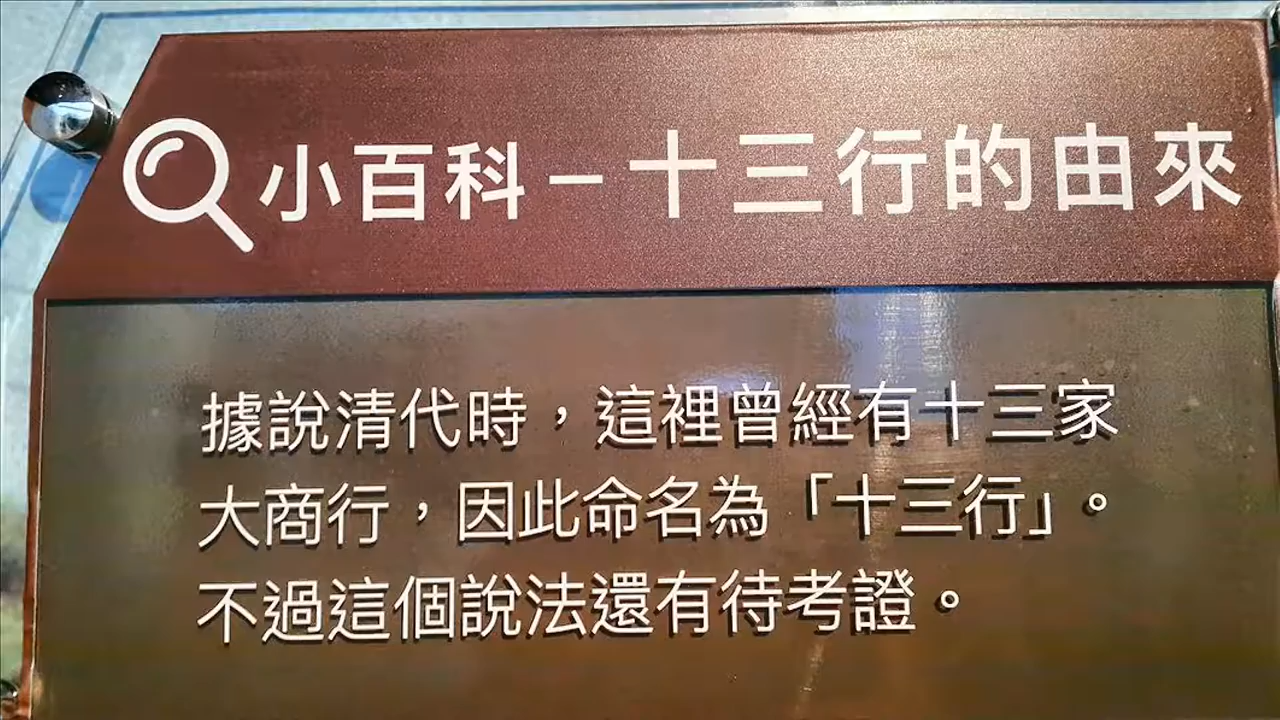 小百科–十三行的由來
據說清代時，這裡曾經有十三家
大商行，因此命名為「十三行」。
不過這個說法還有待考證。